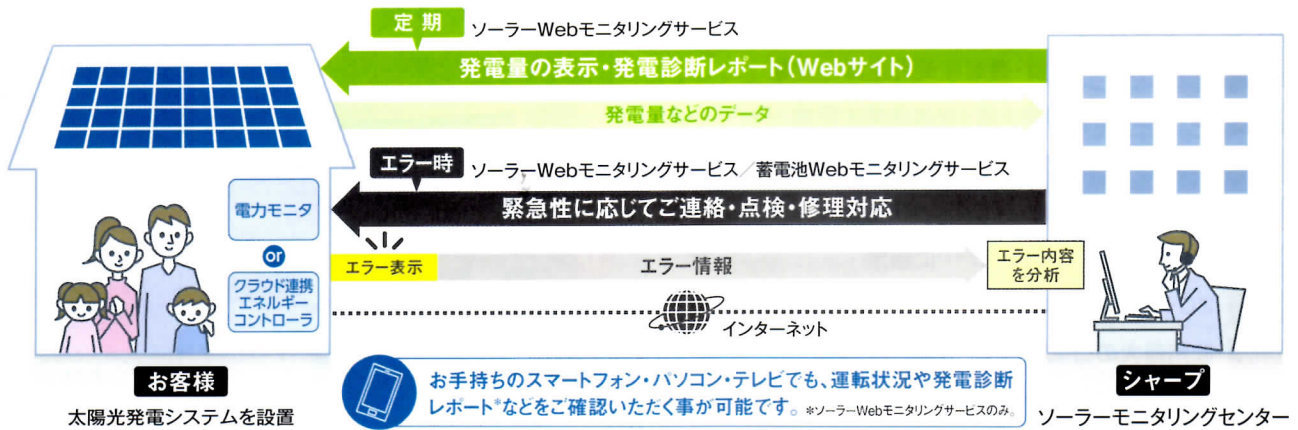 定期
ソーラーWebモニタリングサービス
発電量の表示・発電診断レポート(Webサイト)
発電量などのデータ
エラー時
ソーラーWebモニタリングサービス/蓄電池Webモニタリングサービス
緊急性に応じてご連絡・点検・修理対応
電力モニタ
or
クラウド連携
エネルギー
コントローラ
エラー表示
エラー情報
エラー内容
を分析
インターネット
お客様
太陽光発電システムを設置
お手持ちのスマートフォン・パソコン・テレビでも、運転状況や発電診断
レポート*などをご確認いただく事が可能です。 *ソーラーWebモニタリングサービスのみ。
シャープ
ソーラーモニタリングセンター